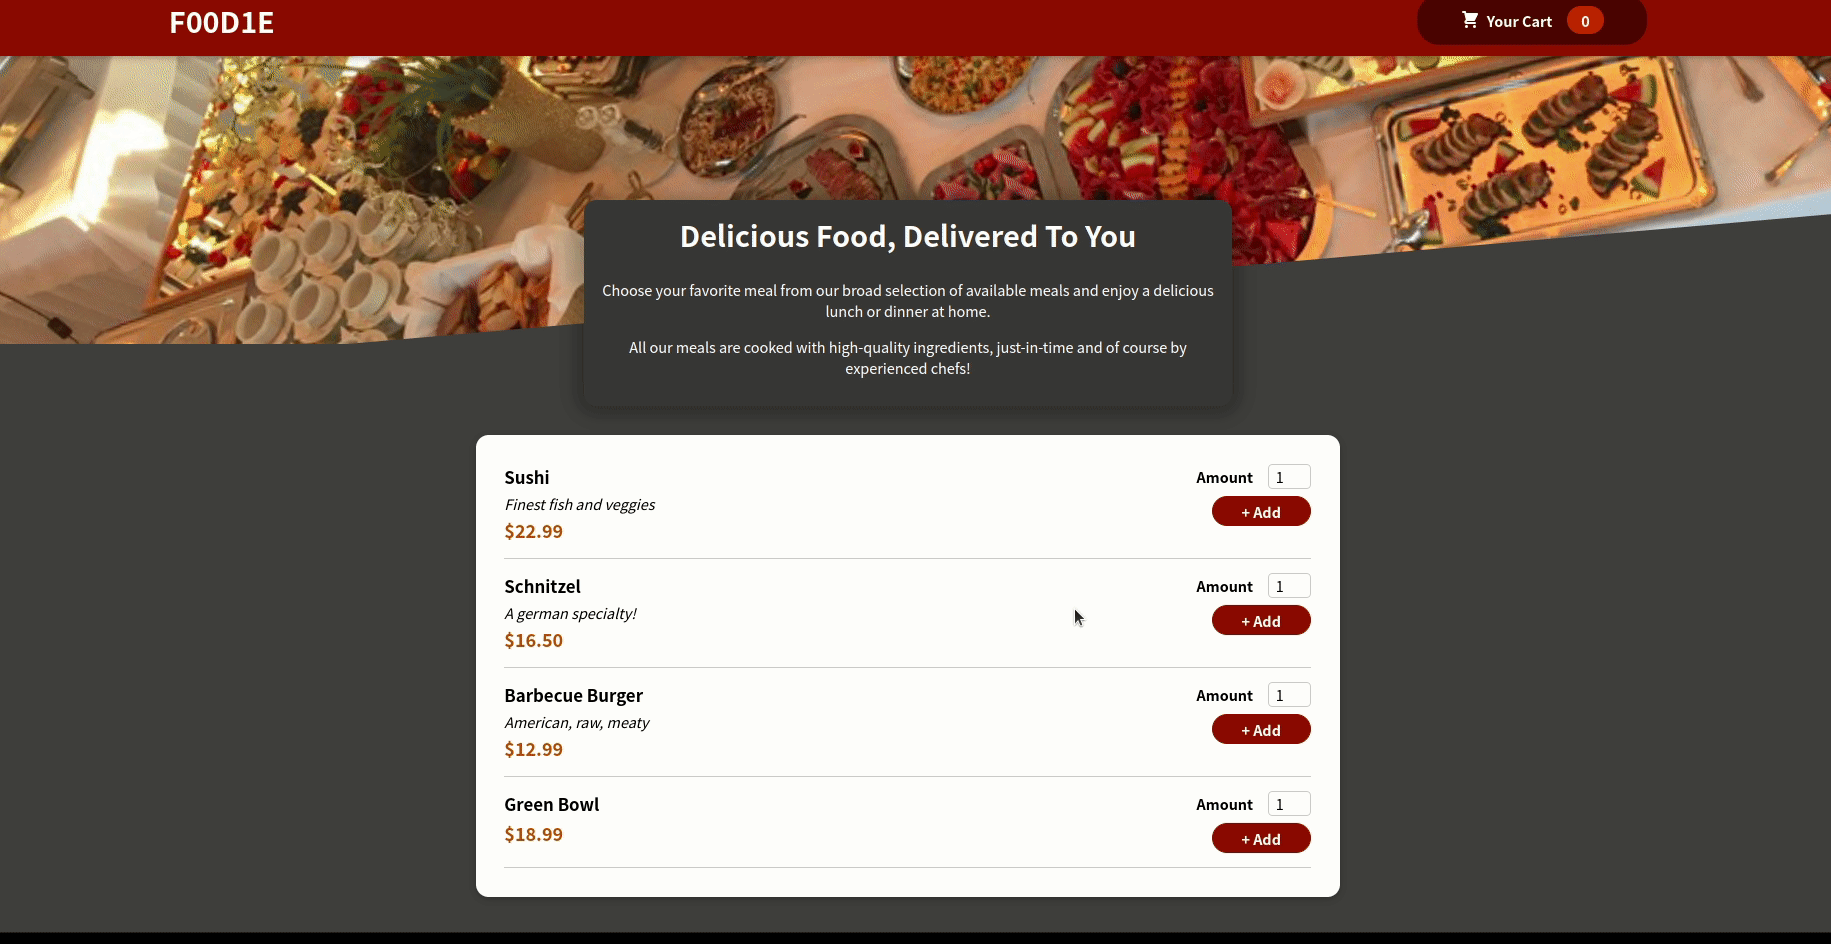 F00D1E
Your Cart 0
Delicious Food, Delivered To You
Choose your favorite meal from our broad selection of available meals and enjoy a delicious
lunch or dinner at home.
All our meals are cooked with high-quality ingredients, just-in-time and of course by
experienced chefs!
Sushi
Finest fish and veggies
$22.99
Amount 1
+ Add
Schnitzel
A german specialty!
$16.50
Amount 1
+ Add
Barbecue Burger
American, raw, meaty
$12.99
Amount 1
+ Add
Green Bowl
$18.99
Amount 1
+ Add